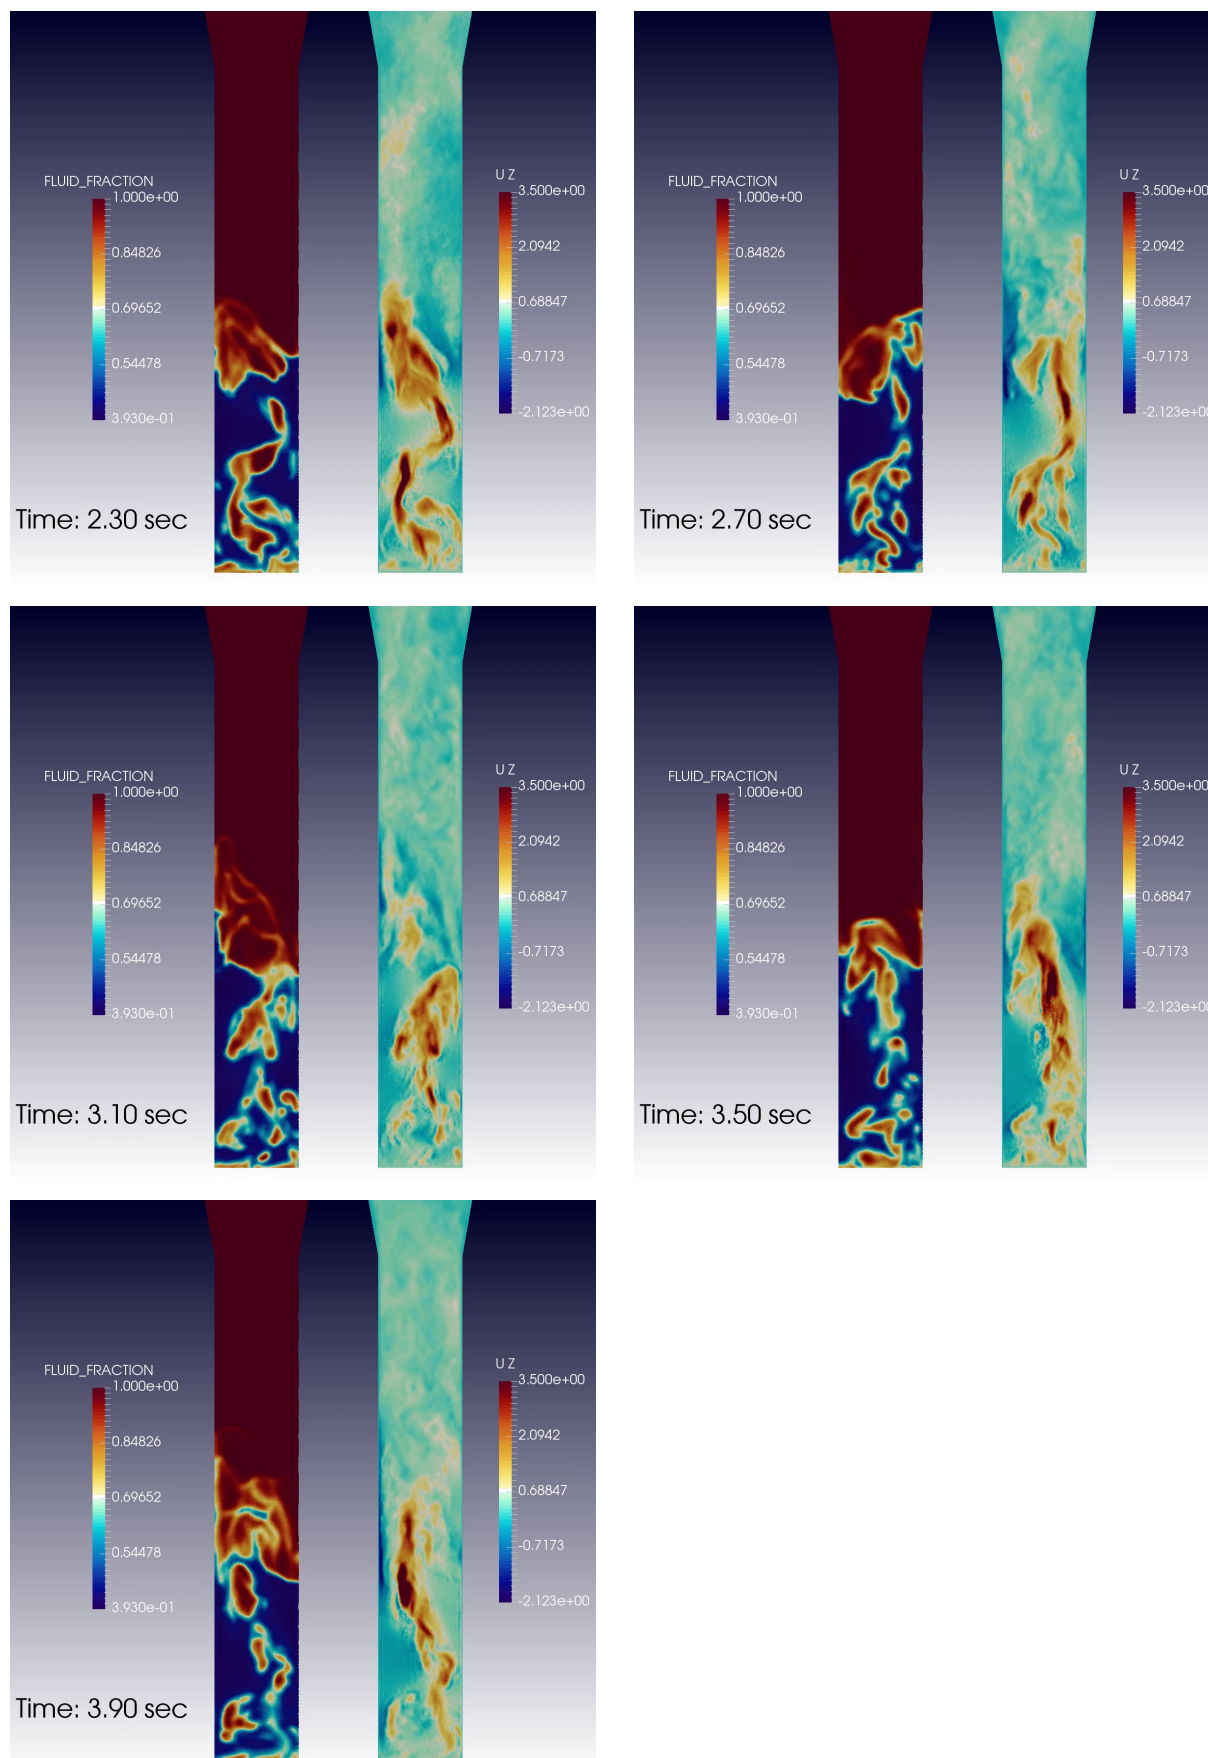 FLUID_FRACTION
1.000e+00
0.84826
0.69652
0.54478
3.930e-01
U Z
3.500e+00
2.0942
0.68847
-0.7173
-2.123e+00
Time: 2.30 sec
FLUID_FRACTION
1.000e+00
0.84826
0.69652
0.54478
3.930e-01
U Z
3.500e+00
2.0942
0.68847
-0.7173
-2.123e+00
Time: 2.70 sec
FLUID_FRACTION
1.000e+00
0.84826
0.69652
0.54478
3.930e-01
U Z
3.500e+00
2.0942
0.68847
-0.7173
-2.123e+00
Time: 3.10 sec
FLUID_FRACTION
1.000e+00
0.84826
0.69652
0.54478
3.930e-01
U Z
3.500e+00
2.0942
0.68847
-0.7173
-2.123e+00
Time: 3.50 sec
FLUID_FRACTION
1.000e+00
0.84826
0.69652
0.54478
3.930e-01
U Z
3.500e+00
2.0942
0.68847
-0.7173
-2.123e+00
Time: 3.90 sec